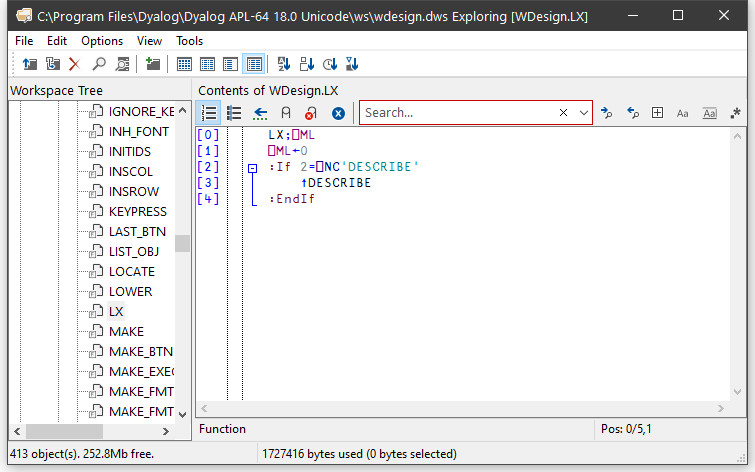 C:\Program Files\Dyalog\Dyalog APL-64 18.0 Unicode\ws\wdesign.dws Exploring [WDesign.LX]
File Edit Options View Tools
Workspace Tree
IGNORE_KE
INH_FONT
INITIDS
INSCOL
INSROW
KEYPRESS
LAST_BTN
LIST_OBJ
LOCATE
LOWER
LX
MAKE
MAKE_BTN
MAKE_EXEC
MAKE_FMT
MAKE_FMT
Contents of WDesign.LX
Search...
Aa
Aa
.*
[0] LX;⎕ML
[1] ⎕ML←0
[2] :If 2=⎕NC'DESCRIBE'
[3] ↑DESCRIBE
[4] :EndIf
Function
Pos: 0/5,1
413 object(s). 252.8Mb free.
1727416 bytes used (0 bytes selected)